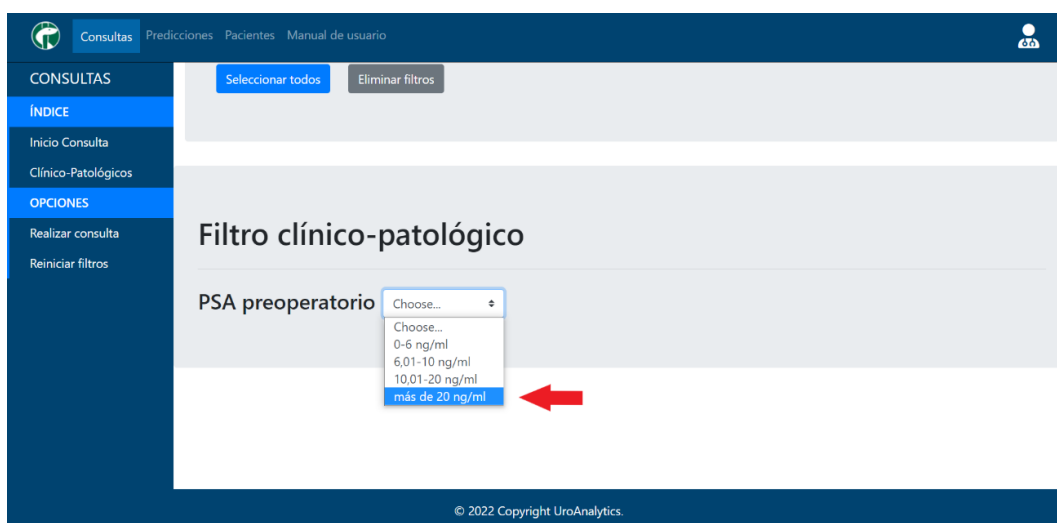 Consultas Predicciones Pacientes Manual de usuario
CONSULTAS
ÍNDICE
Inicio Consulta
Clínico-Patológicos
OPCIONES
Realizar consulta
Reiniciar filtros
Seleccionar todos Eliminar filtros
Filtro clínico-patológico
PSA preoperatorio Choose...
Choose...
0-6 ng/ml
6,01-10 ng/ml
10,01-20 ng/ml
más de 20 ng/ml
© 2022 Copyright UroAnalytics.